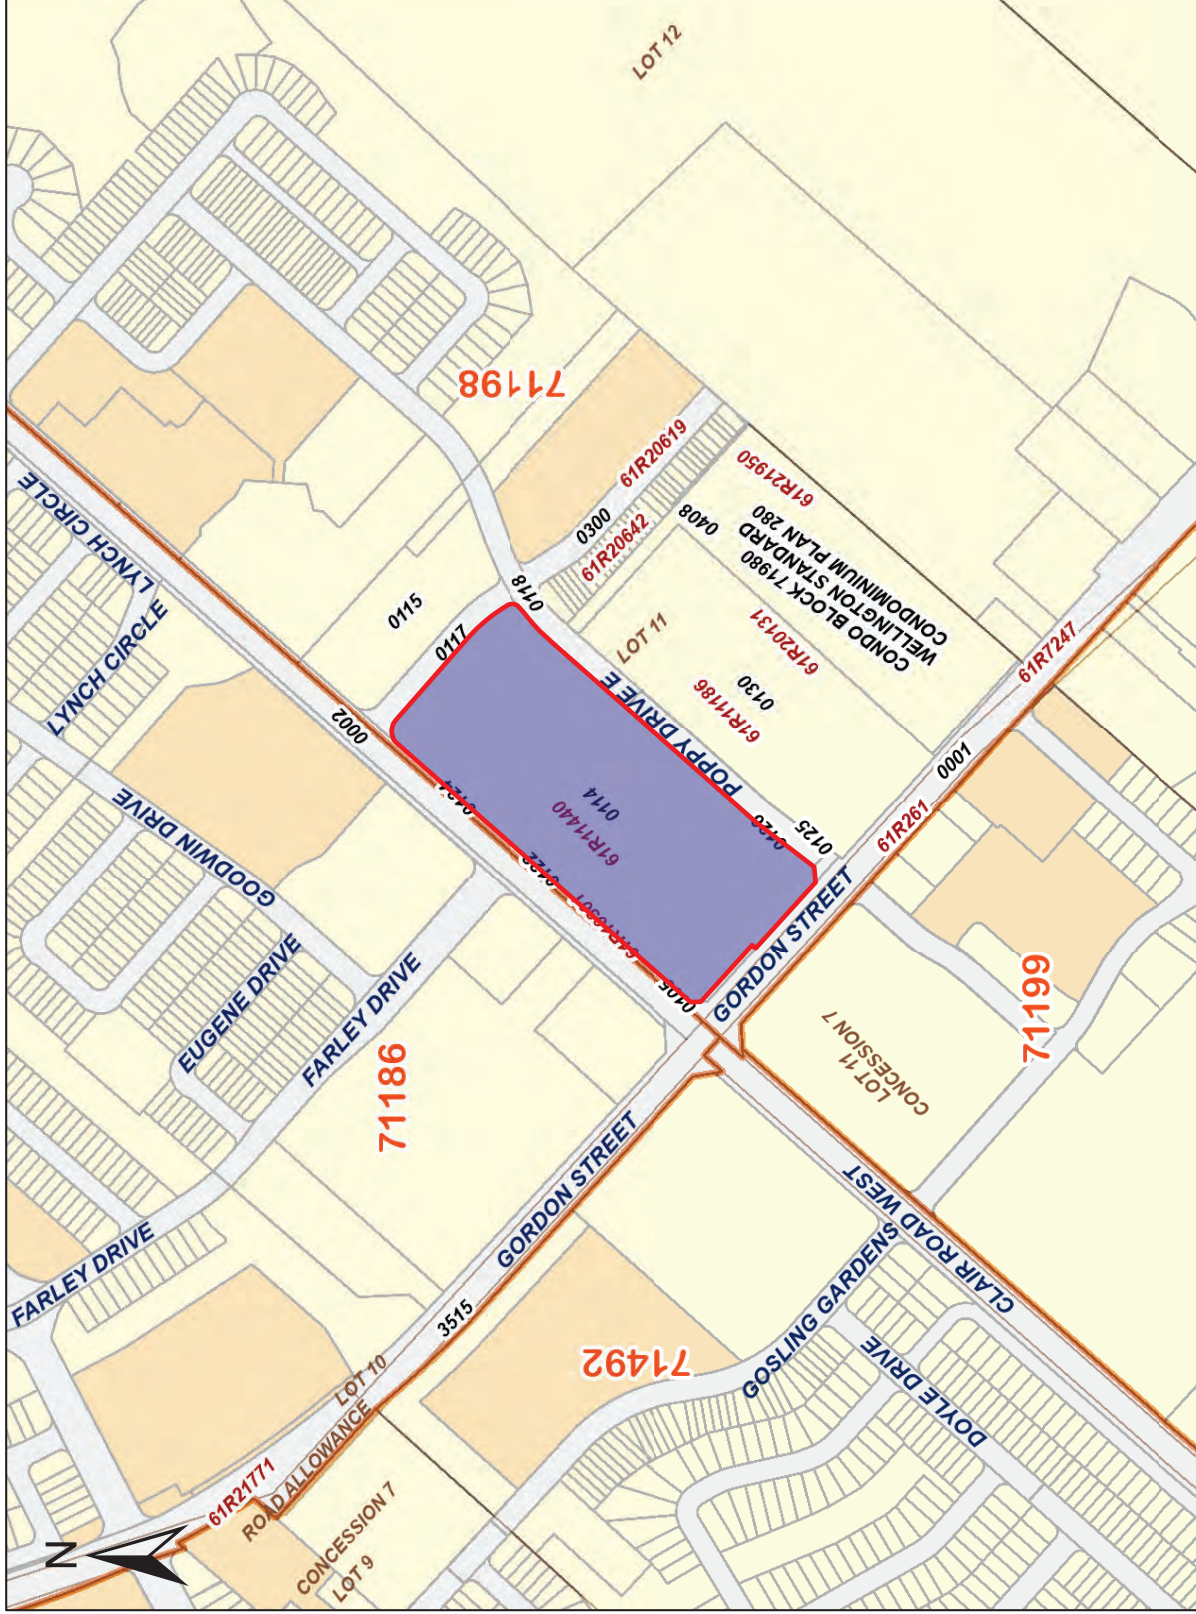 LOT 12
LYNCH CIRCLE
71198
61R20619
0300
61R20642
61R21950
0408
CONDO BLOCK 71980
WELLINGTON STANDARD
CONDOMINIUM PLAN 280
0118
0115
0117
LYNCH CIRCLE
LOT 11
61R20131
0130
61R11186
POPPY DRIVE E
61R7247
0002
0001
61R261
GOODWIN DRIVE
0114
61R11440
0125
GORDON STREET
EUGENE DRIVE
FARLEY DRIVE
0105
71199
LOT 11
CONCESSION 7
71186
GORDON STREET
CLAIR ROAD WEST
FARLEY DRIVE
3515
GOSLING GARDENS
71492
DOYLE DRIVE
LOT 10
ROAD ALLOWANCE
61R21771
CONCESSION 7
LOT 9
N